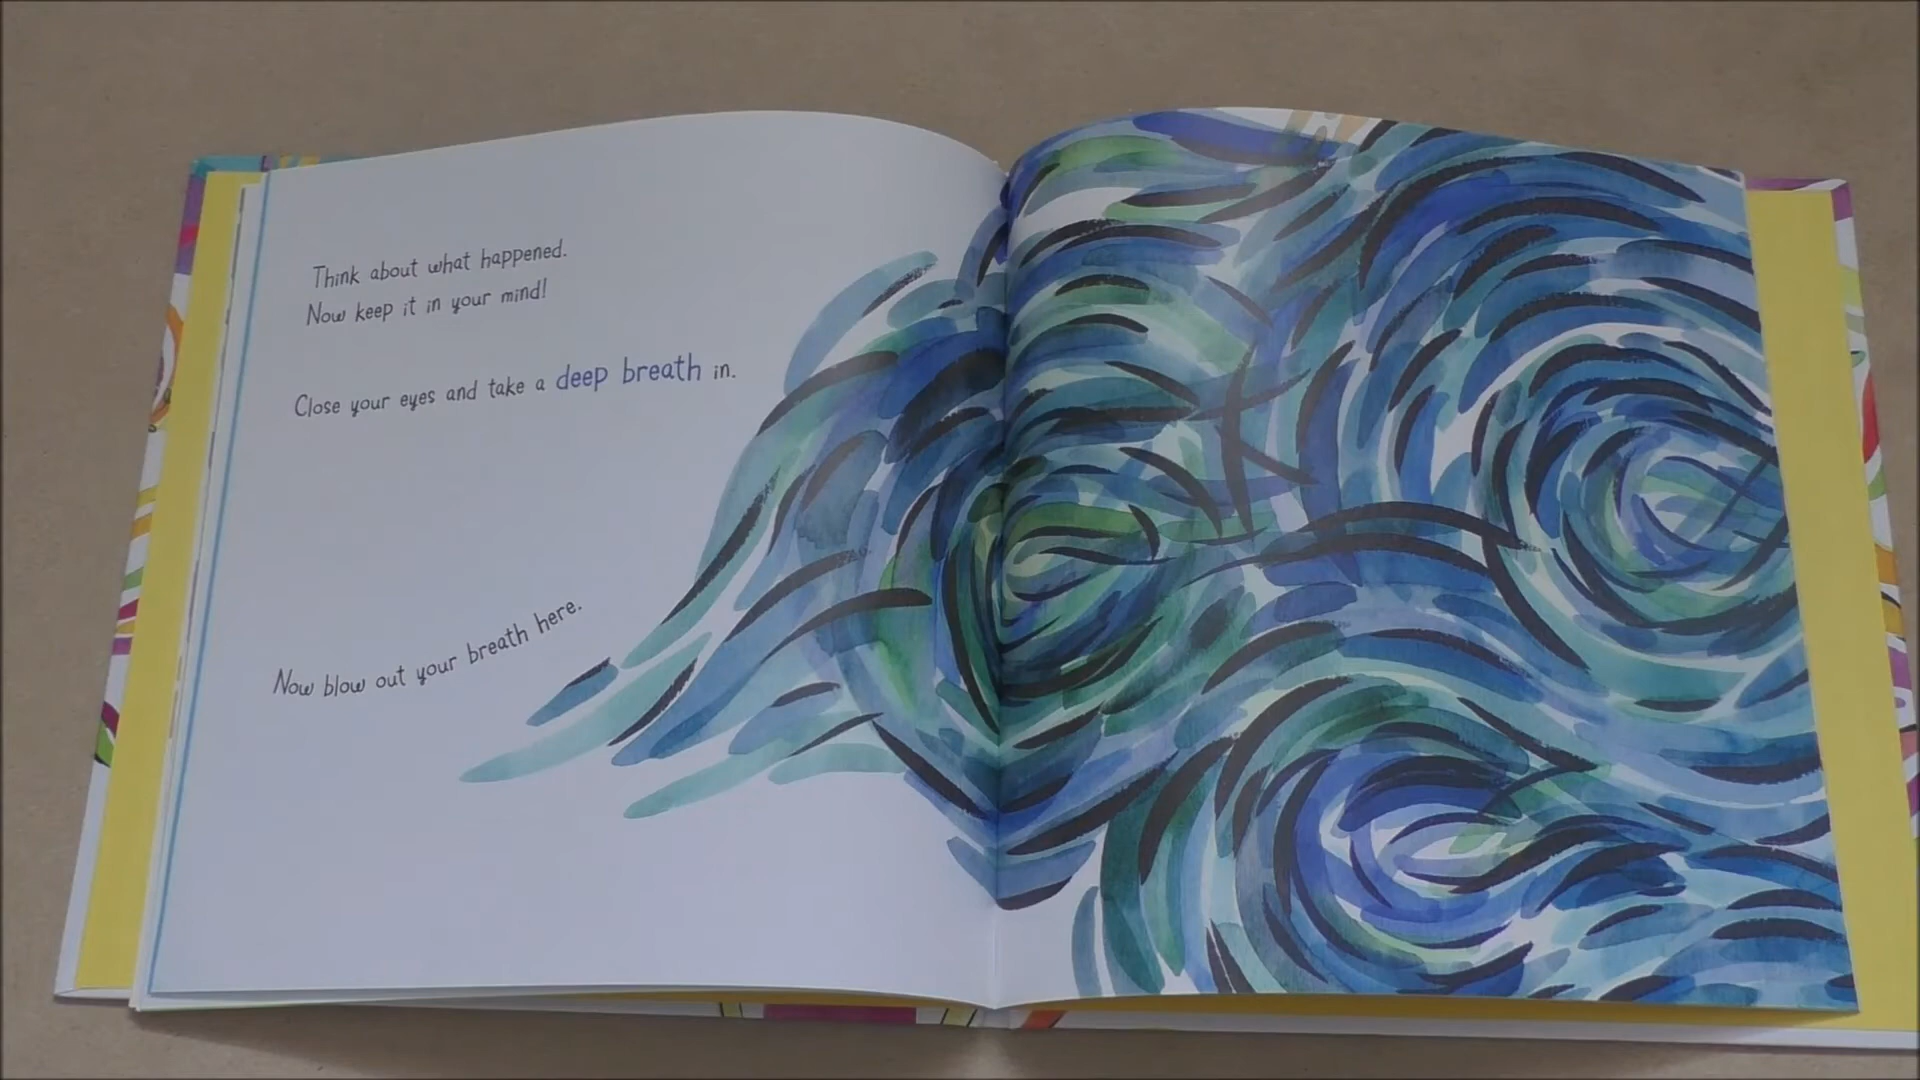 Think about what happened.
Now keep it in your mind!
Close your eyes and take a deep breath in.
Now blow out your breath here.